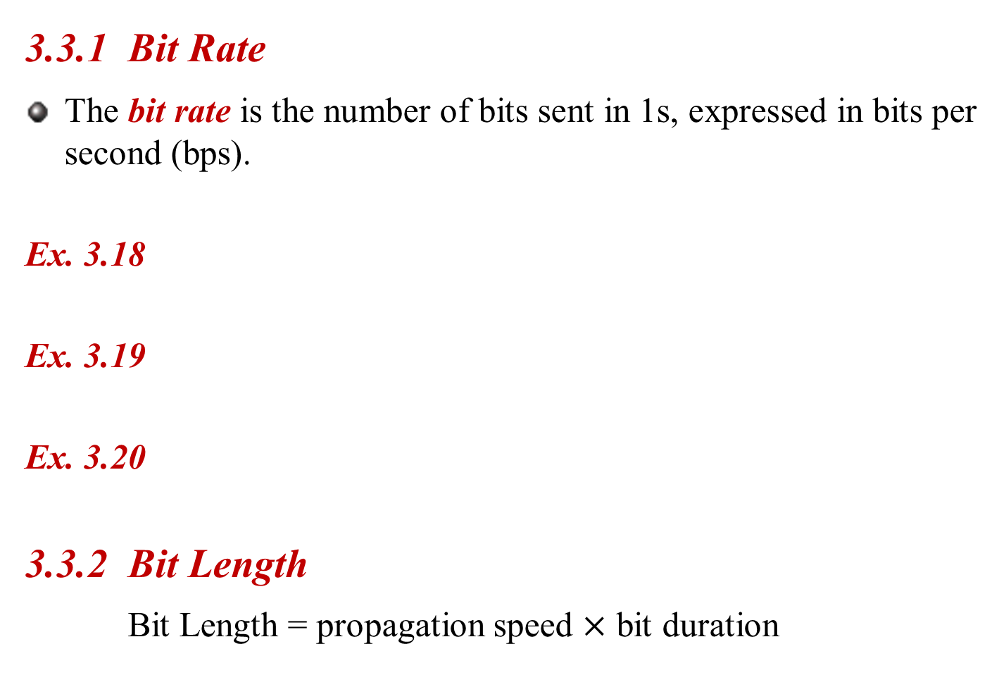 3.3.1 Bit Rate
The bit rate is the number of bits sent in 1s, expressed in bits per
second (bps).
Ex. 3.18
Ex. 3.19
Ex. 3.20
3.3.2 Bit Length
Bit Length = propagation speed × bit duration